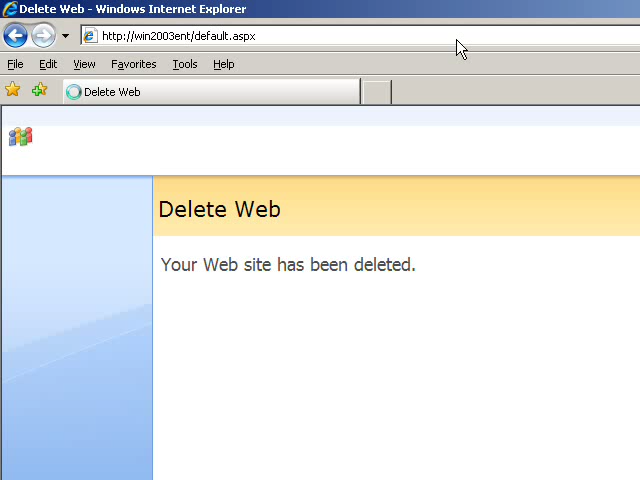 Delete Web - Windows Internet Explorer
http://win2003ent/default.aspx
File Edit View Favorites Tools Help
Delete Web
Delete Web
Your Web site has been deleted.